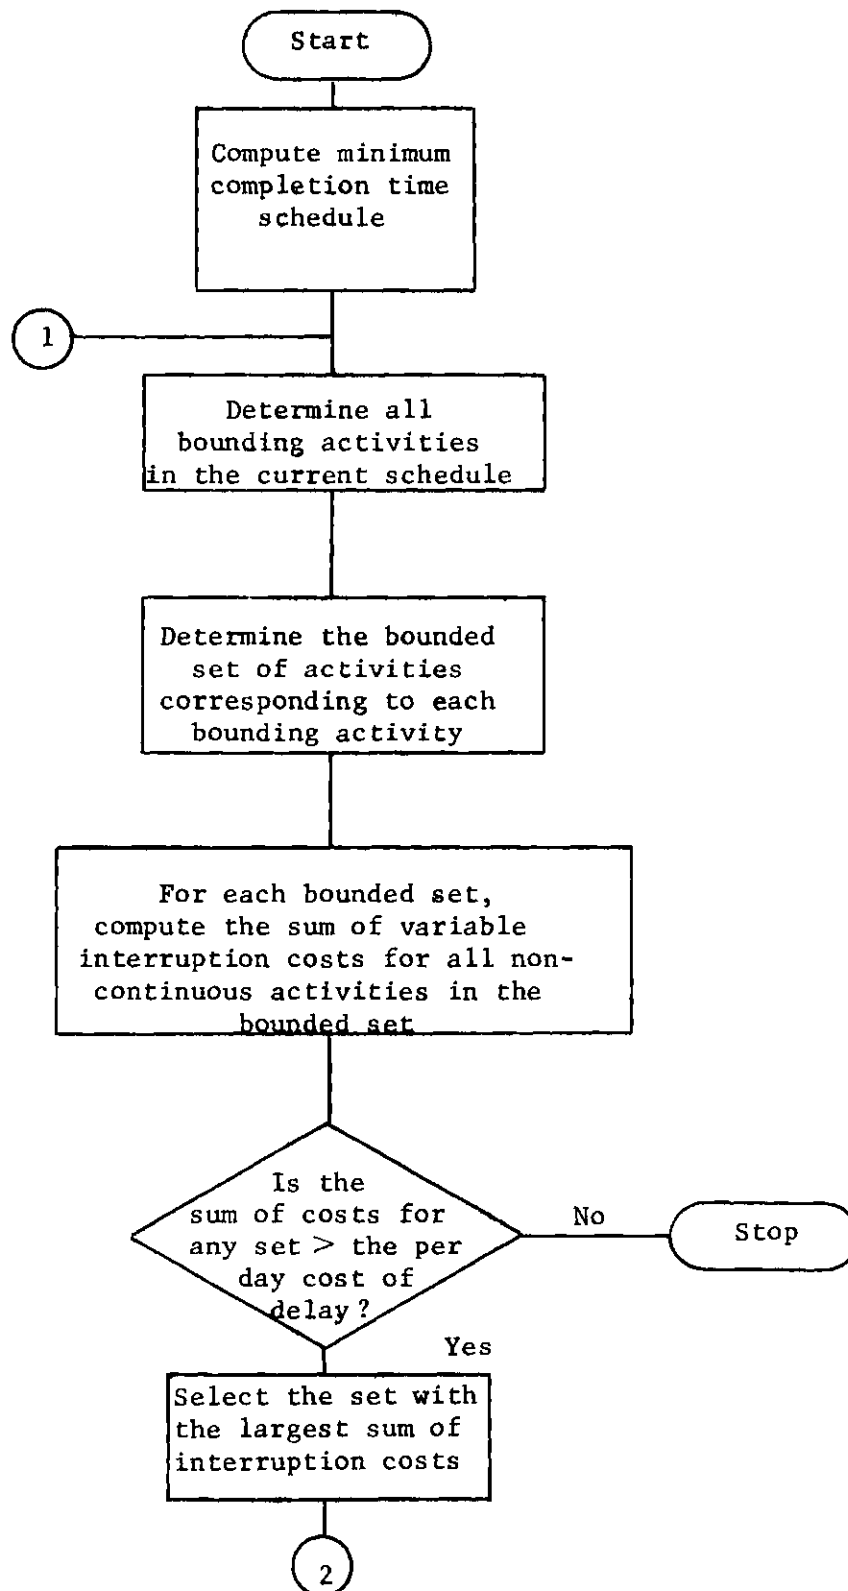 Start
Compute minimum
completion time
schedule
1
Determine all
bounding activities
in the current schedule
Determine the bounded
set of activities
corresponding to each
bounding activity
For each bounded set,
compute the sum of variable
interruption costs for all non-
continuous activities in the
bounded set
Is the
sum of costs for
any set > the per
day cost of
delay?
No
Stop
Yes
Select the set with
the largest sum of
interruption costs
2